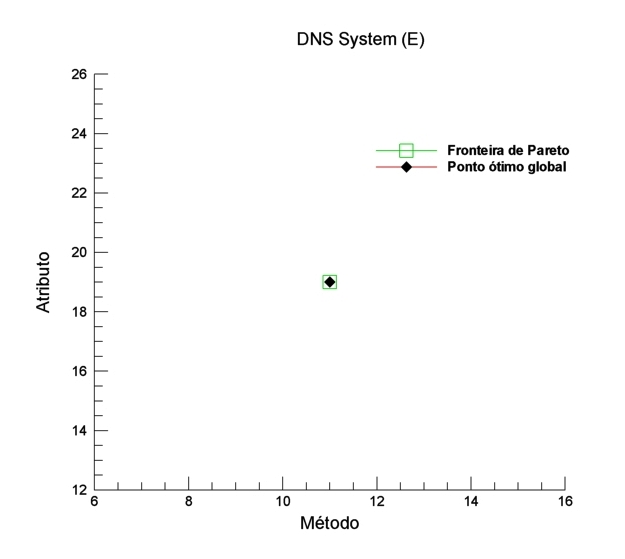 DNS System (E)
26
24
22
20
18
16
14
12
Atributo
Fronteira de Pareto
Ponto ótimo global
6 8 10 12 14 16
Método